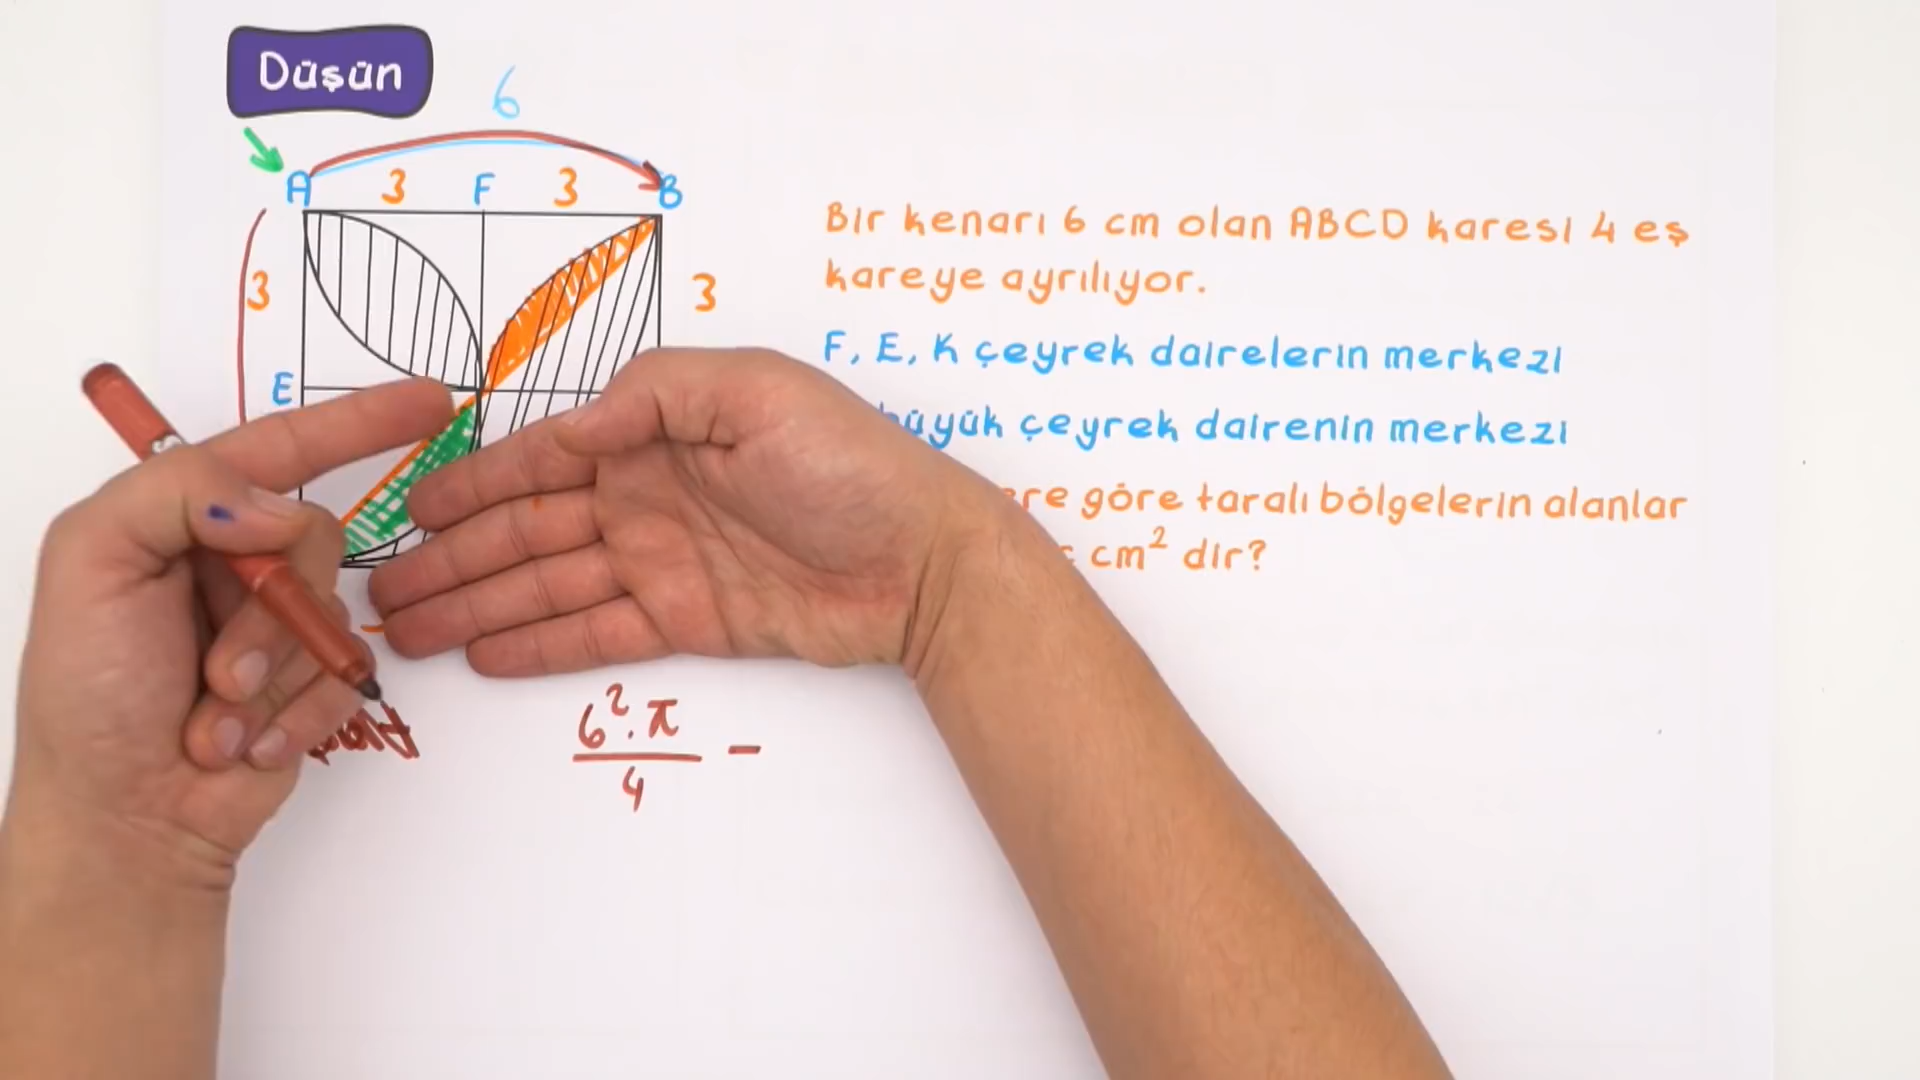 Düşün
6
A 3 F 3 B
3 3
E
Bir kenarı 6 cm olan ABCD karesi 4 eş
kareye ayrılıyor.
F, E, K çeyrek dairelerin merkezi
büyük çeyrek dairenin merkezi
göre taralı bölgelerin alanlar
cm² dir?
6².π
4
−